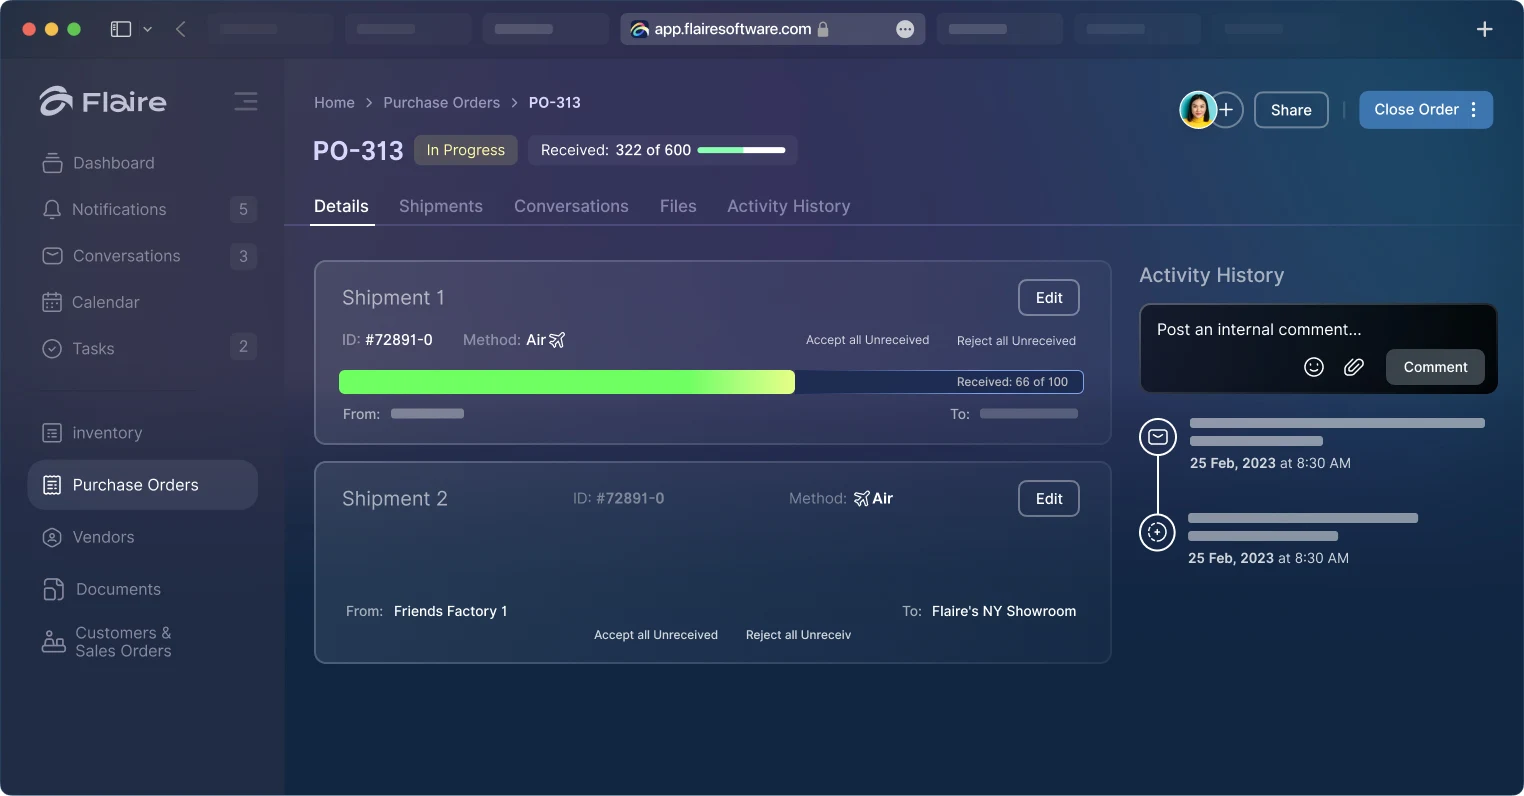 app.flairesoftware.com
Flaire
Dashboard
Notifications 5
Conversations 3
Calendar
Tasks 2
inventory
Purchase Orders
Vendors
Documents
Customers &
Sales Orders
Home > Purchase Orders > PO-313
Share
Close Order
PO-313 In Progress Received: 322 of 600
Details Shipments Conversations Files Activity History
Shipment 1 Edit
ID: #72891-0 Method: Air Accept all Unreceived Reject all Unreceived
Received: 66 of 100
From: To:
Shipment 2 ID: #72891-0 Method: Air Edit
From: Friends Factory 1 To: Flaire's NY Showroom
Accept all Unreceived Reject all Unreceiv
Activity History
Post an internal comment...
Comment
25 Feb, 2023 at 8:30 AM
25 Feb, 2023 at 8:30 AM